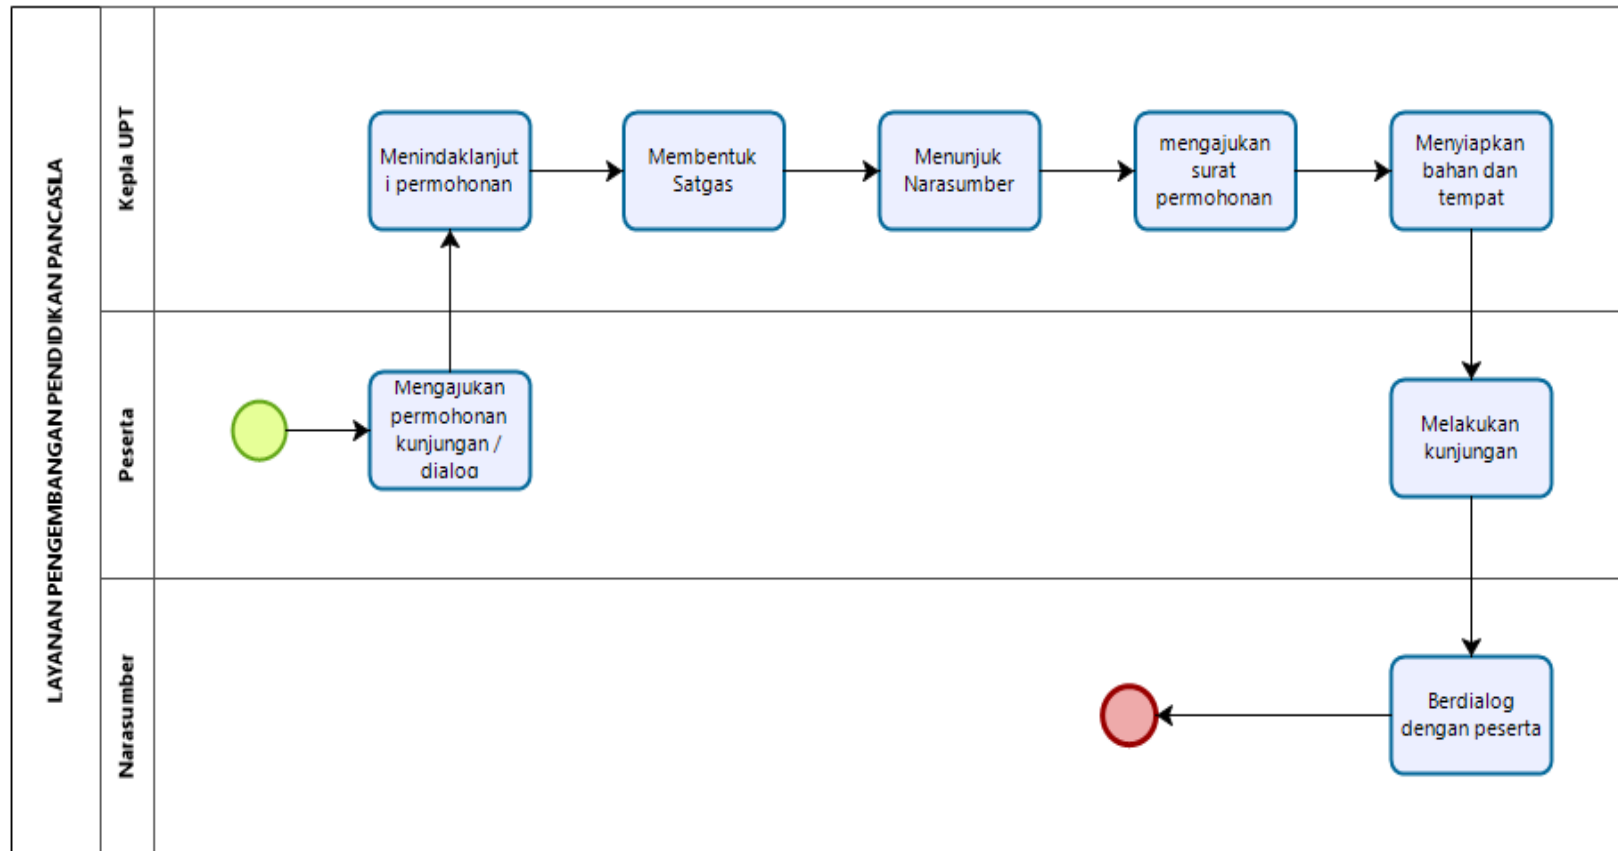 LAYANAN PENGEMBANGAN PENDIDIKAN PANCASLA
Kepla UPT
Menindaklanjut
i permohonan
Membentuk
Satgas
Menunjuk
Narasumber
mengajukan
surat
permohonan
Menyiapkan
bahan dan
tempat
Peserta
Mengajukan
permohonan
kunjungan /
dialog
Melakukan
kunjungan
Narasumber
Berdialog
dengan peserta